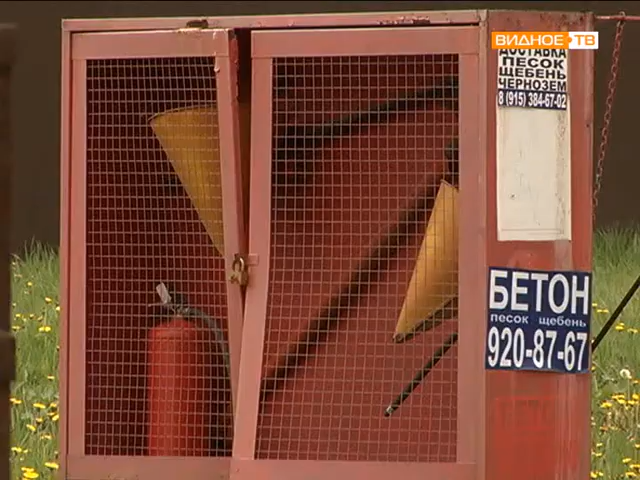 ВИДНОЕ ТВ
ДОСТАВКА
ПЕСОК
ЩЕБЕНЬ
ЧЕРНОЗЕМ
8 (915) 384-67-02
БЕТОН
песок щебень
920-87-67